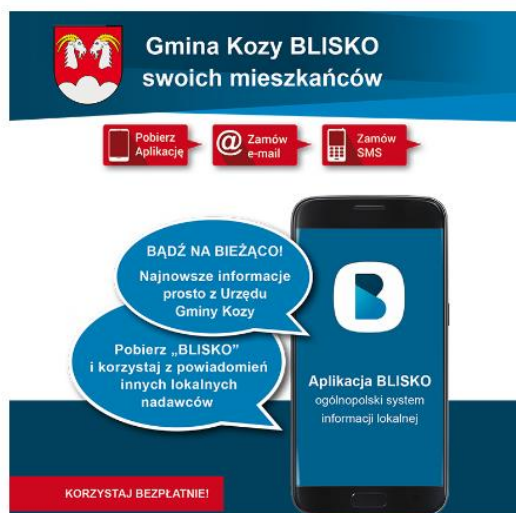 Gmina Kozy BLISKO
swoich mieszkańców
Pobierz
Aplikację
@ Zamów
e-mail
Zamów
SMS
BĄDŹ NA BIEŻĄCO!
Najnowsze informacje
prosto z Urzędu
Gminy Kozy
Pobierz „BLISKO”
i korzystaj z powiadomień
innych lokalnych
nadawców
B
Aplikacja BLISKO
ogólnopolski system
informacji lokalnej
KORZYSTAJ BEZPŁATNIE!